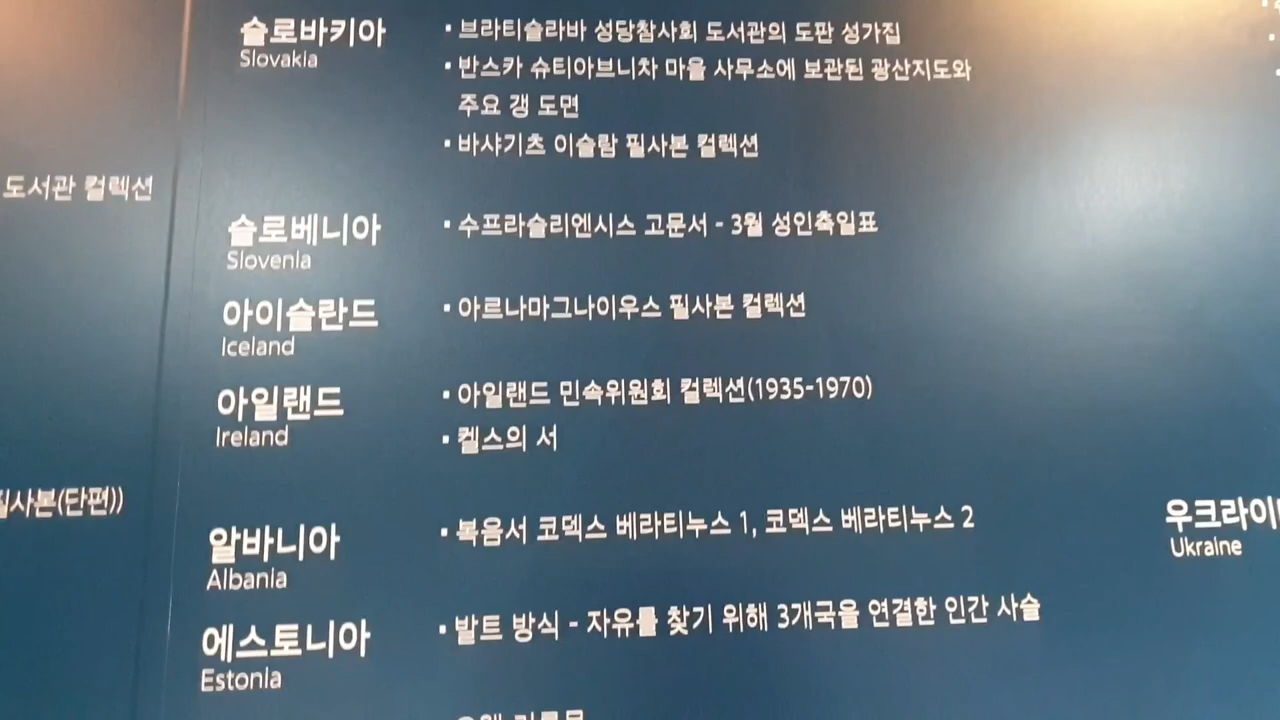 슬로바키아
Slovakia
▪ 브라티슬라바 성당참사회 도서관의 도판 성가집
▪ 반스카 슈티아브니차 마을 사무소에 보관된 광산지도와
주요 갱 도면
▪ 바샤기츠 이슬람 필사본 컬렉션
도서관 컬렉션
슬로베니아
Slovenia
▪ 수프라슬리엔시스 고문서 - 3월 성인축일표
아이슬란드
Iceland
▪ 아르나마그나이우스 필사본 컬렉션
아일랜드
Ireland
▪ 아일랜드 민속위원회 컬렉션(1935-1970)
▪ 켈스의 서
필사본(단편))
알바니아
Albania
▪ 복음서 코덱스 베라티누스 1, 코덱스 베라티누스 2
에스토니아
Estonia
▪ 발트 방식 - 자유를 찾기 위해 3개국을 연결한 인간 사슬
우크라이
Ukraine